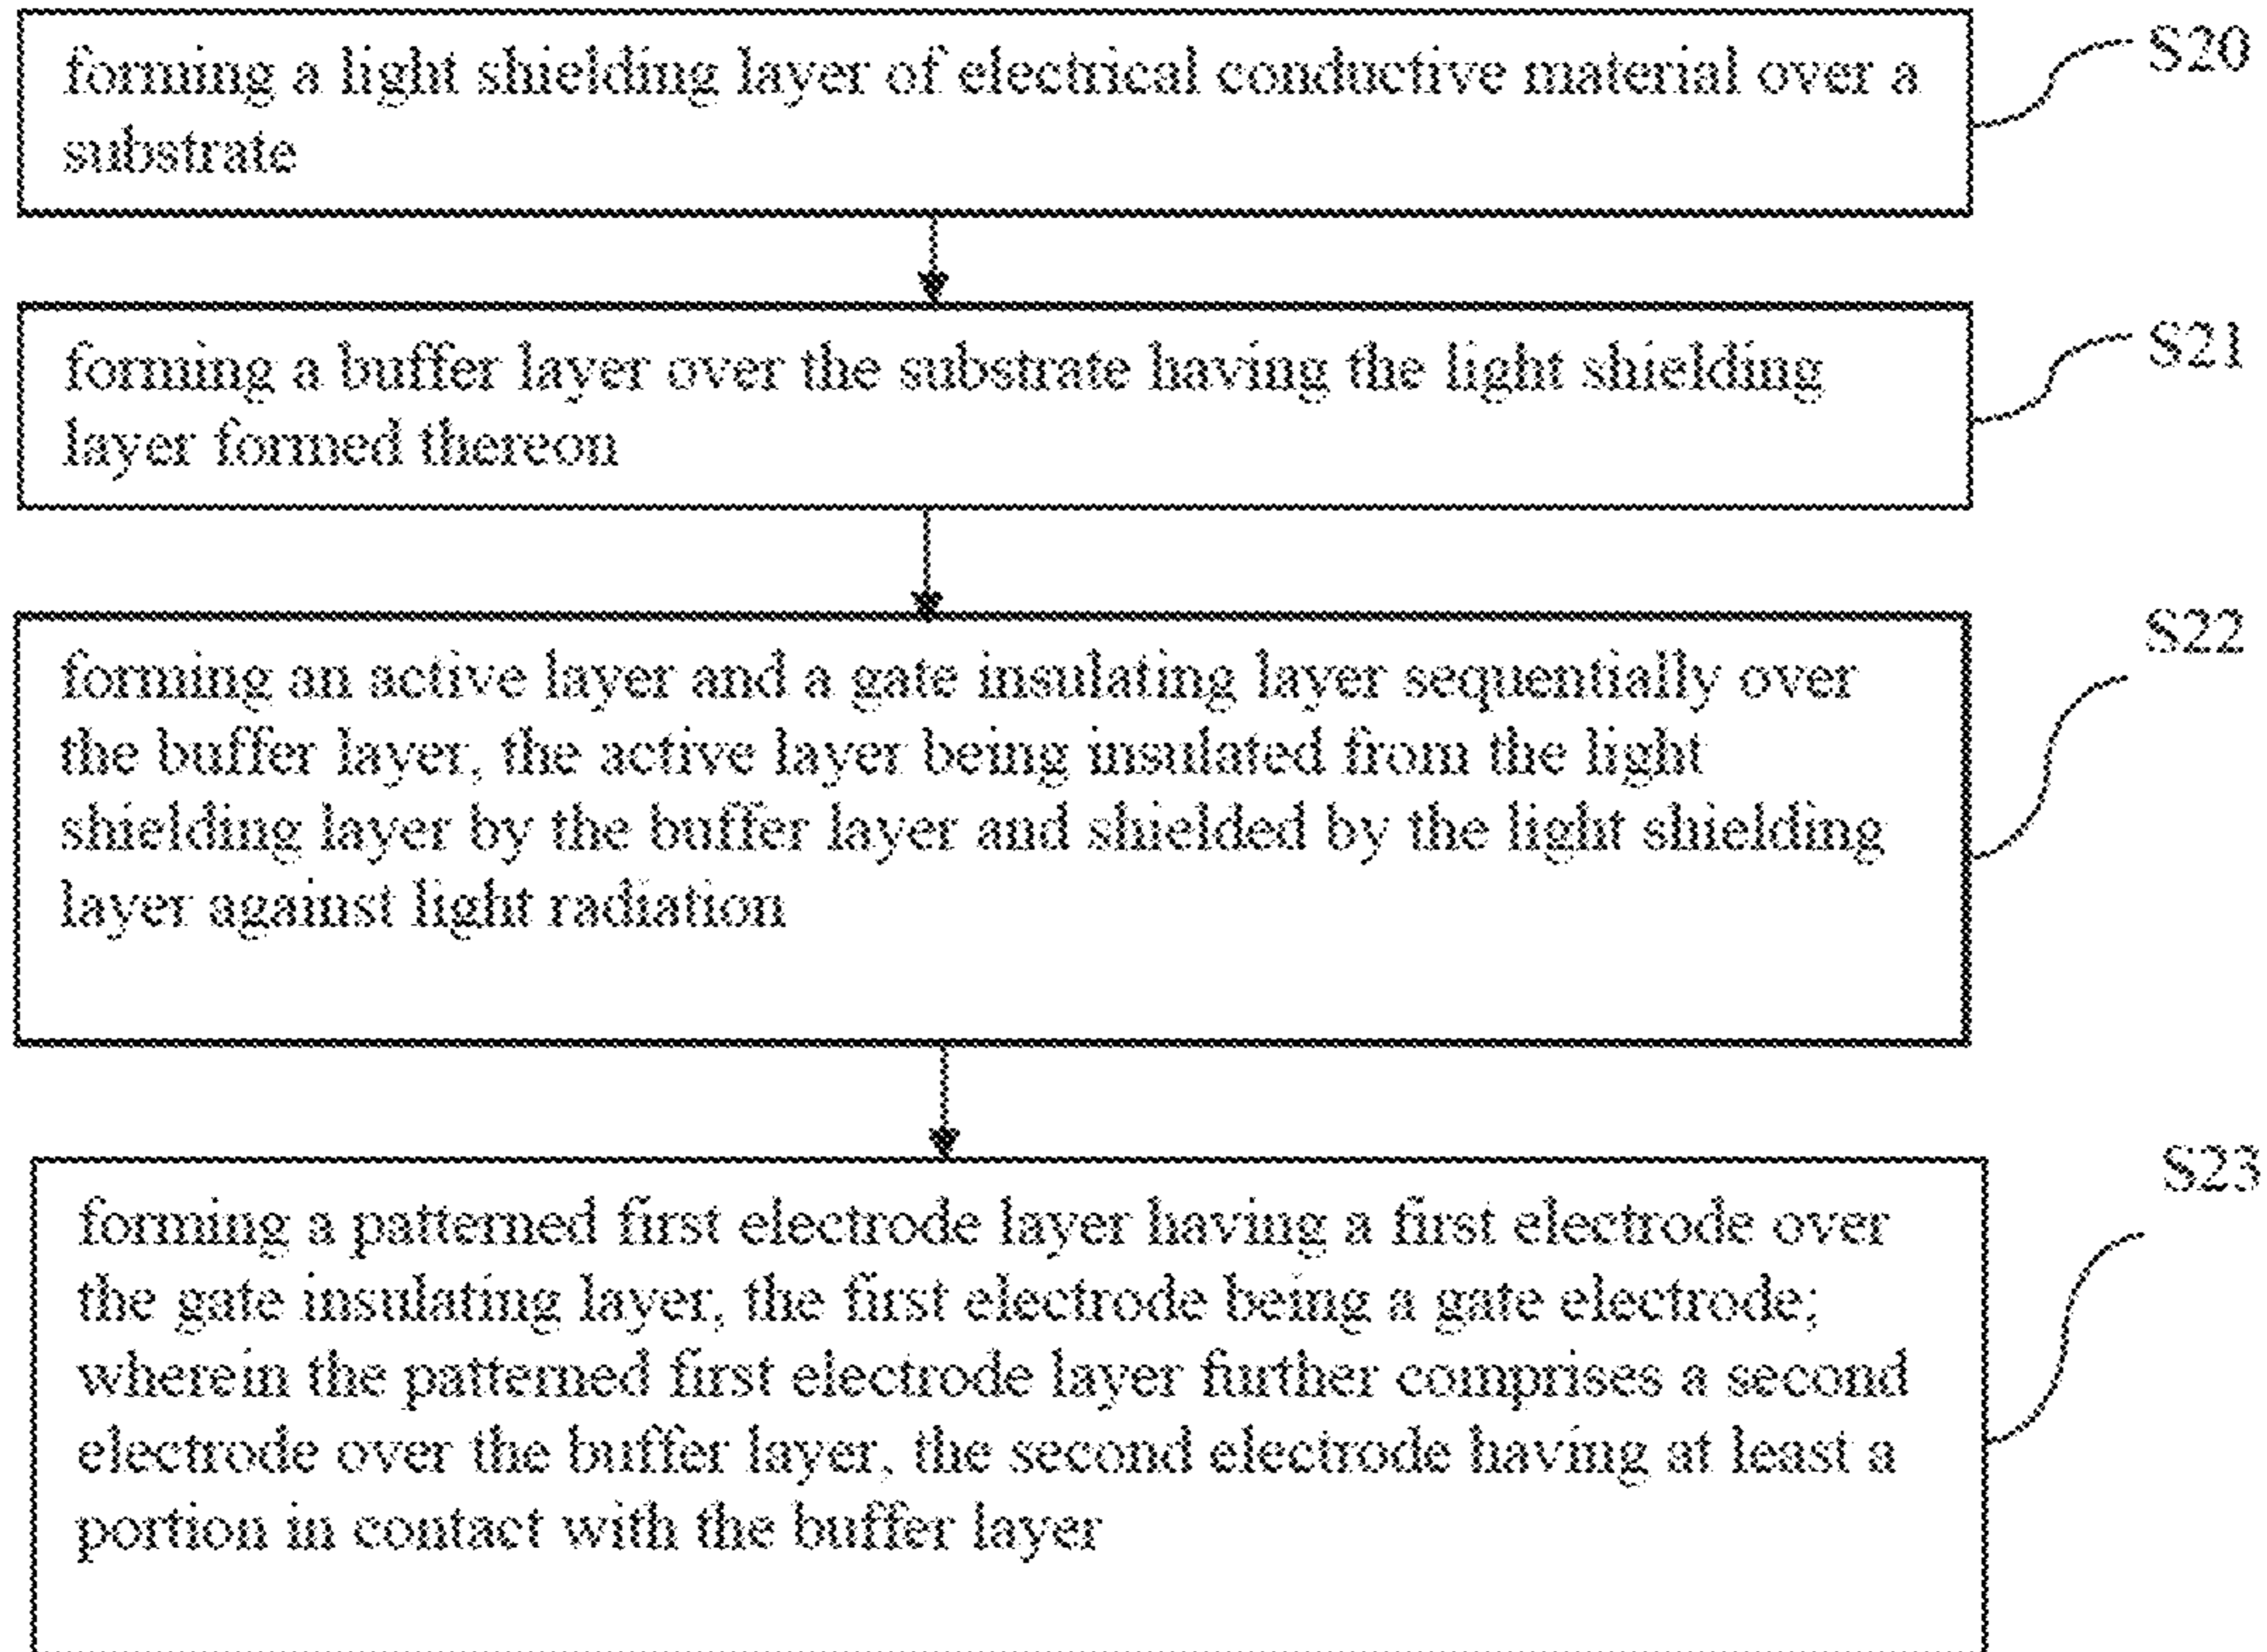 forming a light shielding layer of electrical conductive material over a
substrate
S20
forming a buffer layer over the substrate having the light shielding
layer formed thereon
S21
forming an active layer and a gate insulating layer sequentially over
the buffer layer, the active layer being insulated from the light
shielding layer by the buffer layer and shielded by the light shielding
layer against light radiation
S22
forming a patterned first electrode layer having a first electrode over
the gate insulating layer, the first electrode being a gate electrode;
wherein the patterned first electrode layer further comprises a second
electrode over the buffer layer, the second electrode having at least a
portion in contact with the buffer layer
S23